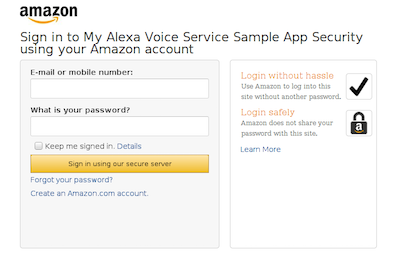 amazon
Sign in to My Alexa Voice Service Sample App Security
using your Amazon account
E-mail or mobile number:
What is your password?
Keep me signed in. Details
Sign in using our secure server
Forgot your password?
Create an Amazon.com account.
Login without hassle
Use Amazon to log into this
site without another password.
Login safely
Amazon does not share your
password with this site.
Learn More